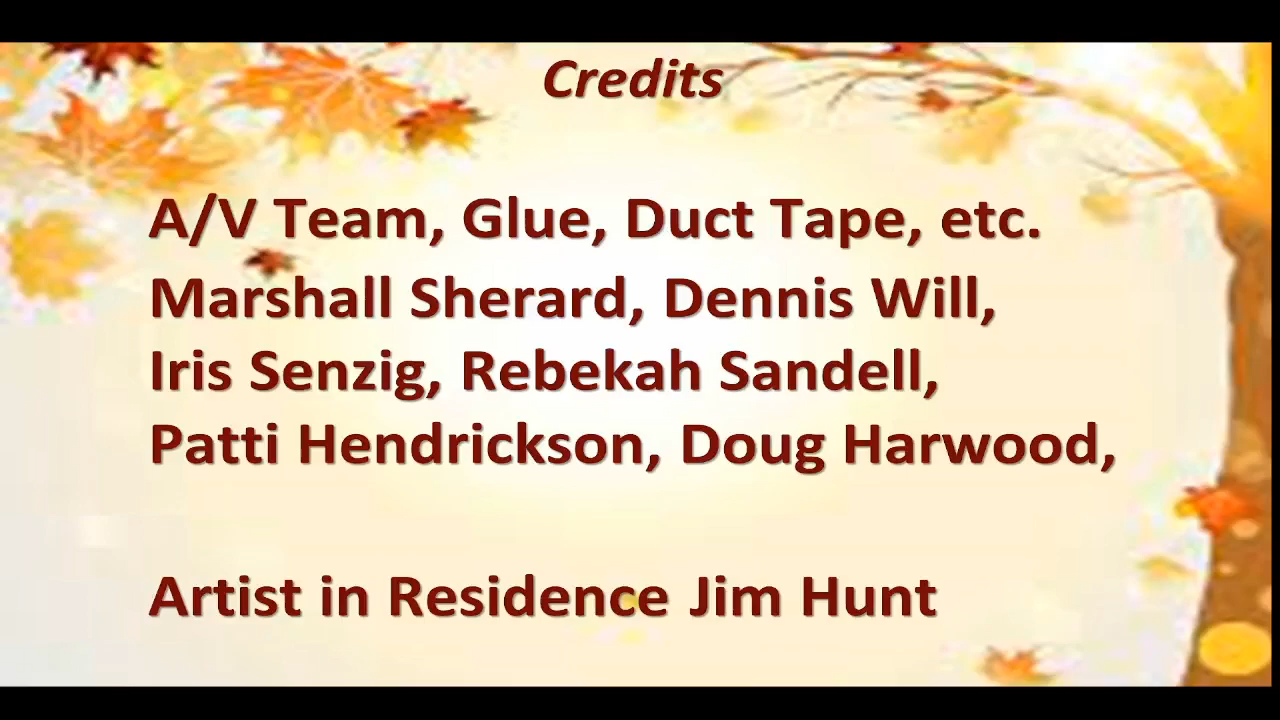 Credits
A/V Team, Glue, Duct Tape, etc.
Marshall Sherard, Dennis Will,
Iris Senzig, Rebekah Sandell,
Patti Hendrickson, Doug Harwood,
Artist in Residence Jim Hunt